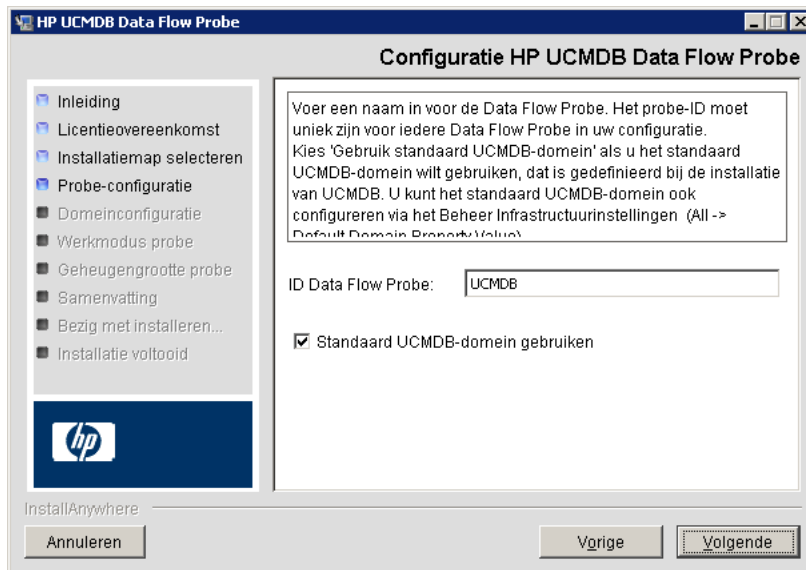 HP UCMDB Data Flow Probe
Configuratie HP UCMDB Data Flow Probe
Inleiding
Licentieovereenkomst
Installatiemap selecteren
Probe-configuratie
Domeinconfiguratie
Werkmodus probe
Geheugengrootte probe
Samenvatting
Bezig met installeren...
Installatie voltooid
hp
Voer een naam in voor de Data Flow Probe. Het probe-ID moet
uniek zijn voor iedere Data Flow Probe in uw configuratie.
Kies 'Gebruik standaard UCMDB-domein' als u het standaard
UCMDB-domein wilt gebruiken, dat is gedefinieerd bij de installatie
van UCMDB. U kunt het standaard UCMDB-domein ook
configureren via het Beheer Infrastructuurinstellingen (All ->
Default Domain Property Value)
ID Data Flow Probe: UCMDB
Standaard UCMDB-domein gebruiken
InstallAnywhere
Annuleren
Vorige
Volgende